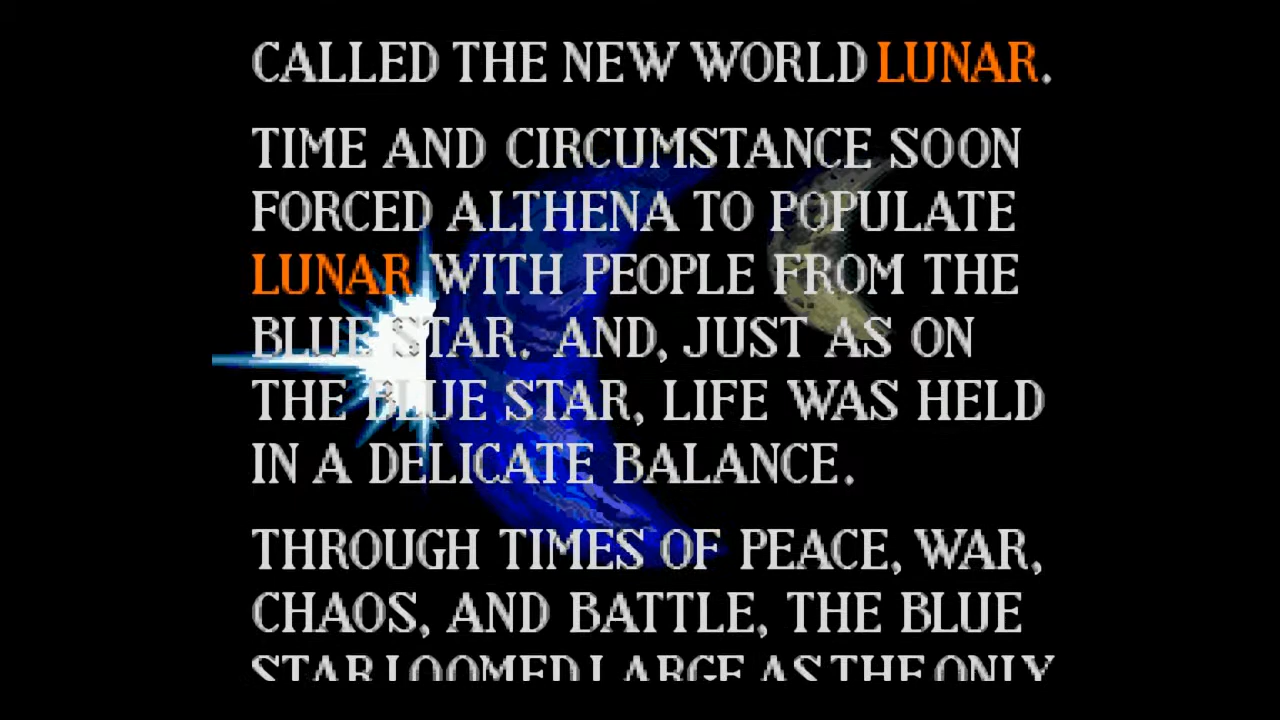 CALLED THE NEW WORLD LUNAR.
TIME AND CIRCUMSTANCE SOON
FORCED ALTHENA TO POPULATE
LUNAR WITH PEOPLE FROM THE
BLUE STAR. AND, JUST AS ON
THE BLUE STAR, LIFE WAS HELD
IN A DELICATE BALANCE.
THROUGH TIMES OF PEACE, WAR,
CHAOS, AND BATTLE, THE BLUE
STAR LOOMED LARGE AS THE ONLY